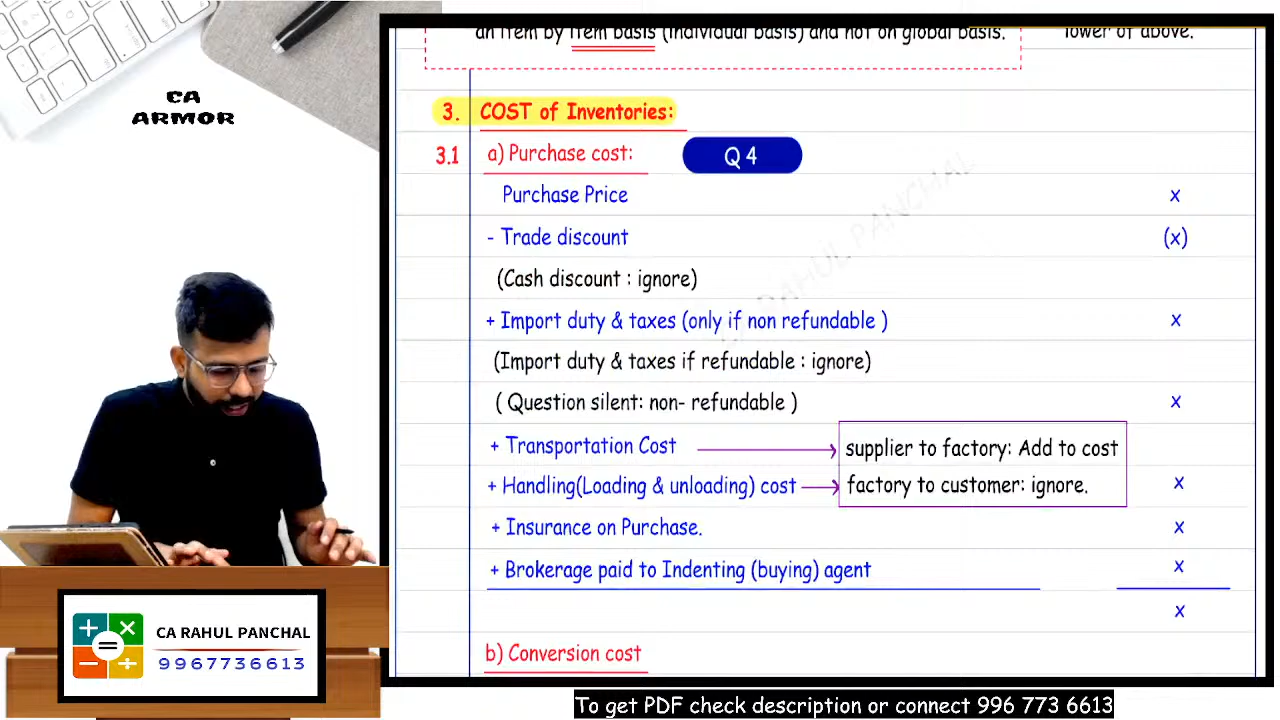 an item by item basis (individual basis) and not on global basis.
lower of above.
CA
ARMOR
3. COST of Inventories:
3.1 a) Purchase cost: Q 4
Purchase Price x
- Trade discount (x)
(Cash discount : ignore)
+ Import duty & taxes (only if non refundable ) x
(Import duty & taxes if refundable : ignore)
( Question silent: non- refundable ) x
+ Transportation Cost supplier to factory: Add to cost
+ Handling(Loading & unloading) cost factory to customer: ignore. x
+ Insurance on Purchase. x
+ Brokerage paid to Indenting (buying) agent x
x
b) Conversion cost
RAHUL PANCHAL
CA RAHUL PANCHAL
9967736613
To get PDF check description or connect 996 773 6613